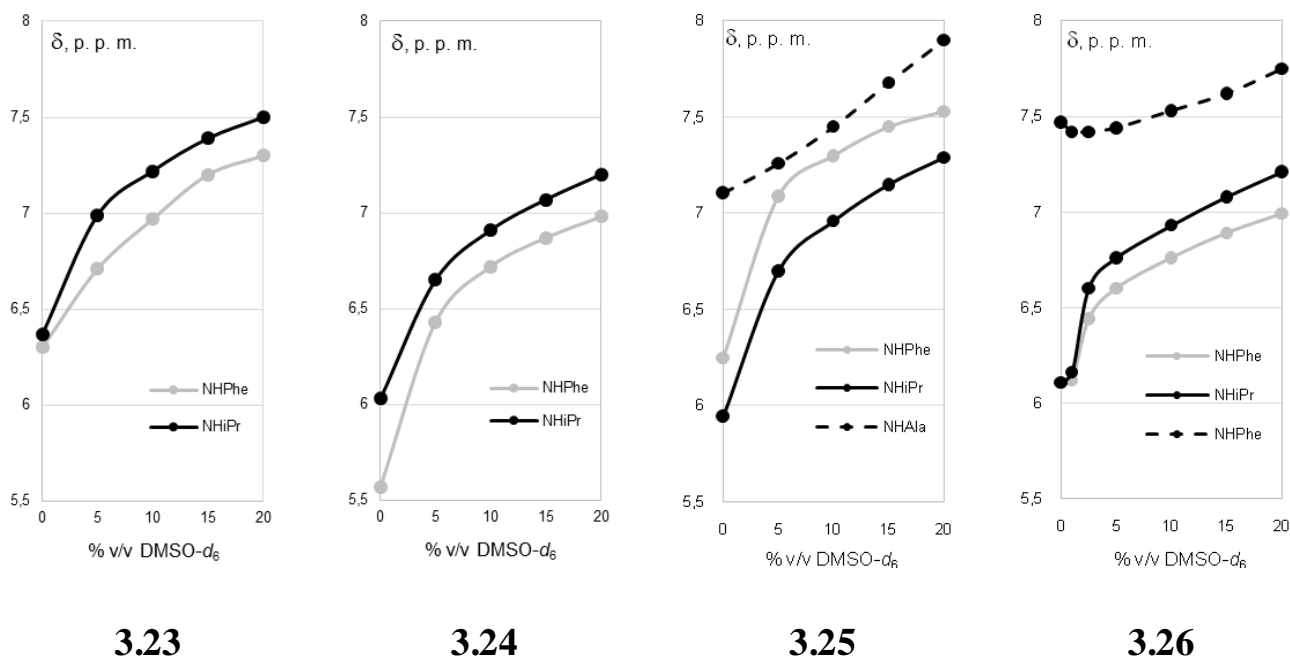 8
δ, p. p. m.
7,5
7
6,5
6
5,5
NHPhe
NHiPr
0 5 10 15 20
% v/v DMSO-d6
3.23
8
δ, p. p. m.
7,5
7
6,5
6
5,5
NHPhe
NHiPr
0 5 10 15 20
% v/v DMSO-d6
3.24
8
δ, p. p. m.
7,5
7
6,5
6
5,5
NHPhe
NHiPr
NHAla
0 5 10 15 20
% v/v DMSO-d6
3.25
8
δ, p. p. m.
7,5
7
6,5
6
5,5
NHPhe
NHiPr
NHPhe
0 5 10 15 20
% v/v DMSO-d6
3.26